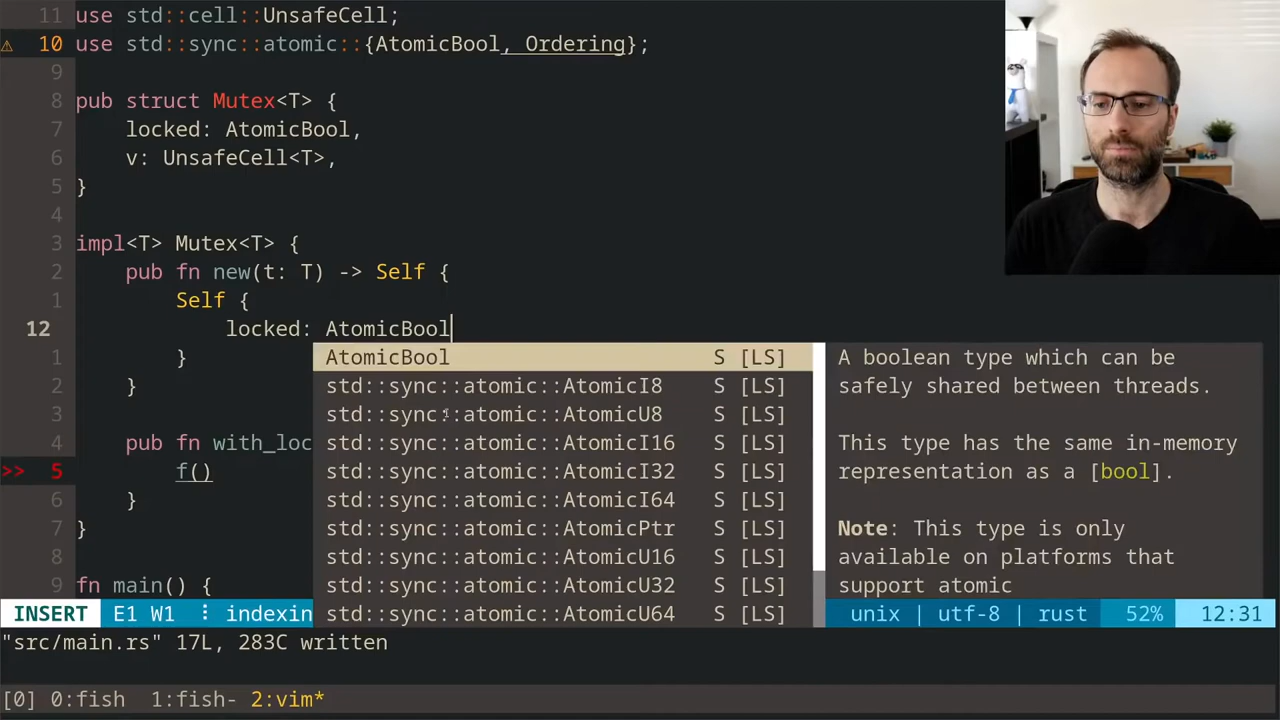 11 use std::cell::UnsafeCell;
⚠ 10 use std::sync::atomic::{AtomicBool, Ordering};
9
8 pub struct Mutex<T> {
7 locked: AtomicBool,
6 v: UnsafeCell<T>,
5 }
4
3 impl<T> Mutex<T> {
2 pub fn new(t: T) -> Self {
1 Self {
12 locked: AtomicBool
1 }
2 }
3
4 pub fn with_loc
>> 5 f()
6 }
7 }
8
9 fn main() {
AtomicBool S [LS]
std::sync::atomic::AtomicI8 S [LS]
std::sync::atomic::AtomicU8 S [LS]
std::sync::atomic::AtomicI16 S [LS]
std::sync::atomic::AtomicI32 S [LS]
std::sync::atomic::AtomicI64 S [LS]
std::sync::atomic::AtomicPtr S [LS]
std::sync::atomic::AtomicU16 S [LS]
std::sync::atomic::AtomicU32 S [LS]
std::sync::atomic::AtomicU64 S [LS]
A boolean type which can be
safely shared between threads.
This type has the same in-memory
representation as a [bool].
Note: This type is only
available on platforms that
support atomic
INSERT E1 W1 ⠇ indexin unix | utf-8 | rust 52% 12:31
"src/main.rs" 17L, 283C written
[0] 0:fish 1:fish- 2:vim*